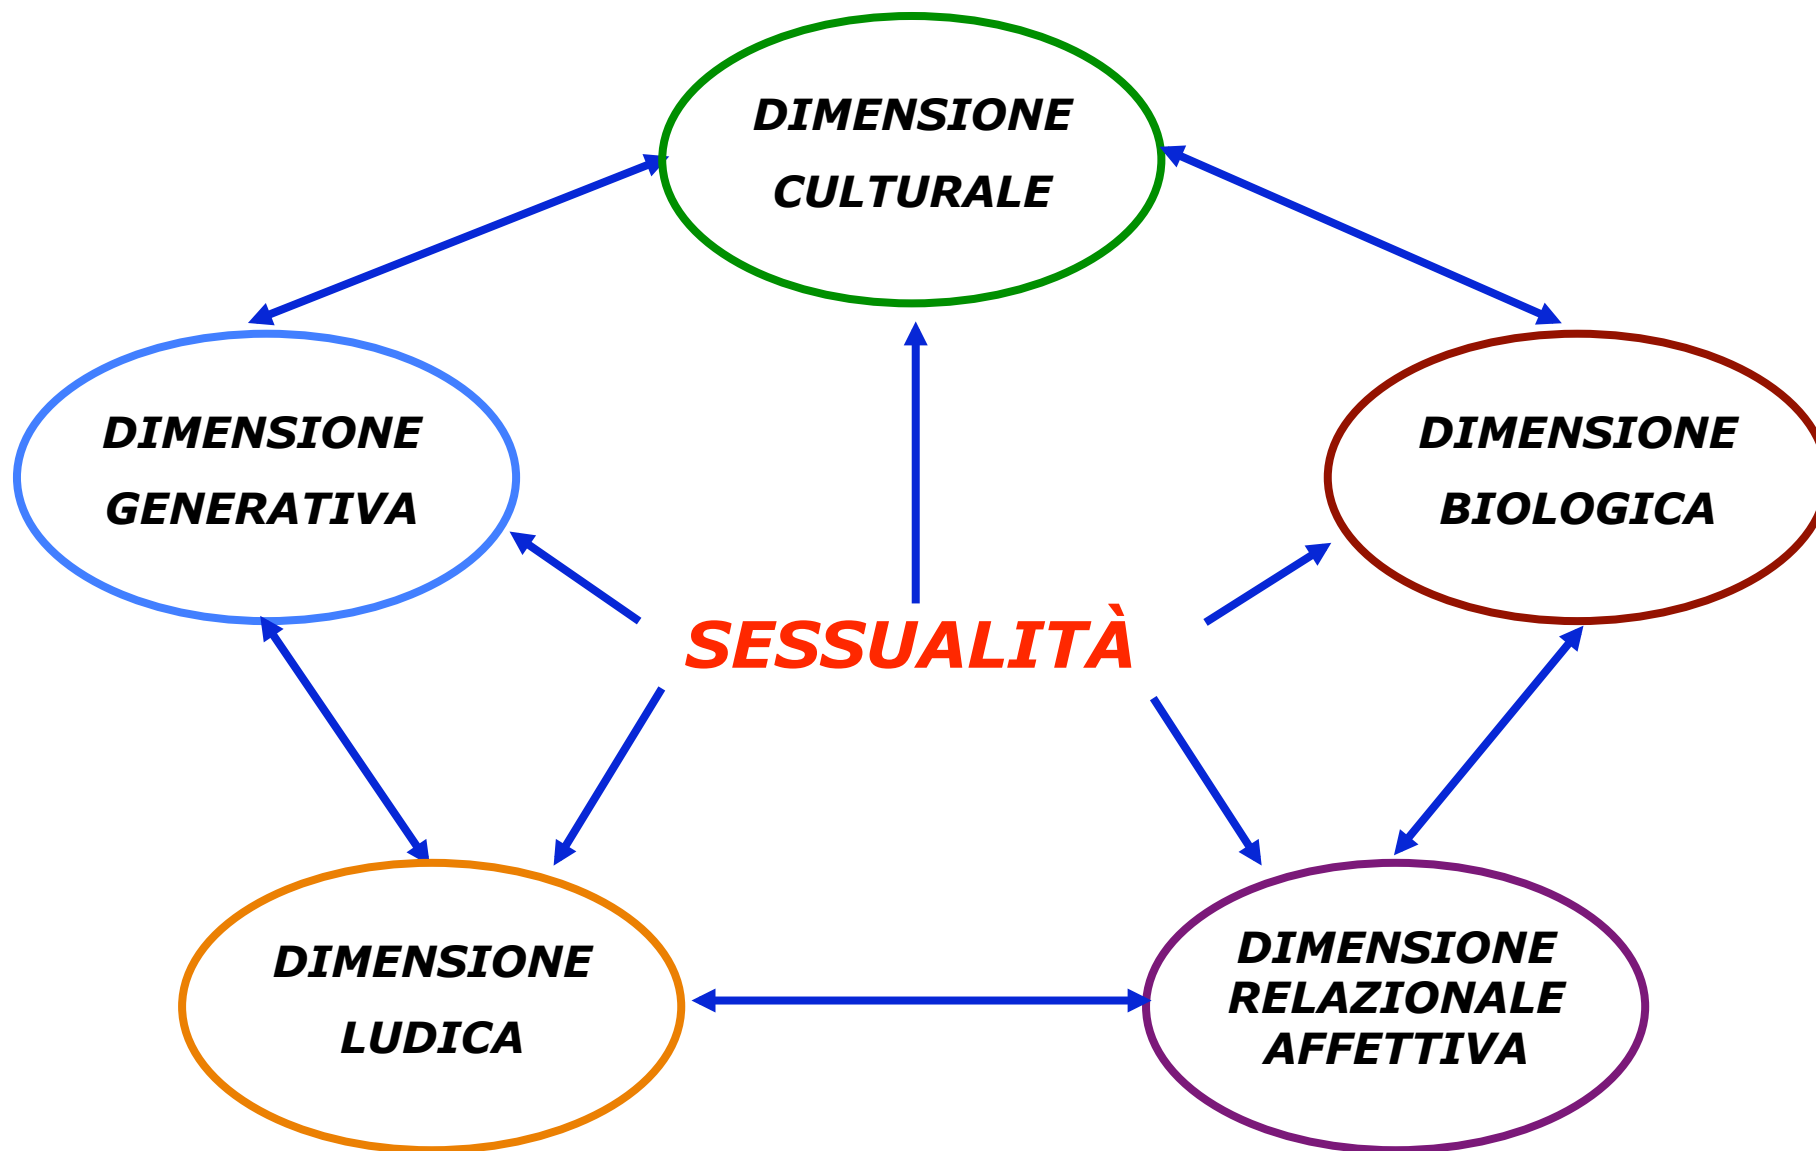 DIMENSIONE
CULTURALE
DIMENSIONE
GENERATIVA
DIMENSIONE
BIOLOGICA
SESSUALITÀ
DIMENSIONE
LUDICA
DIMENSIONE
RELAZIONALE
AFFETTIVA